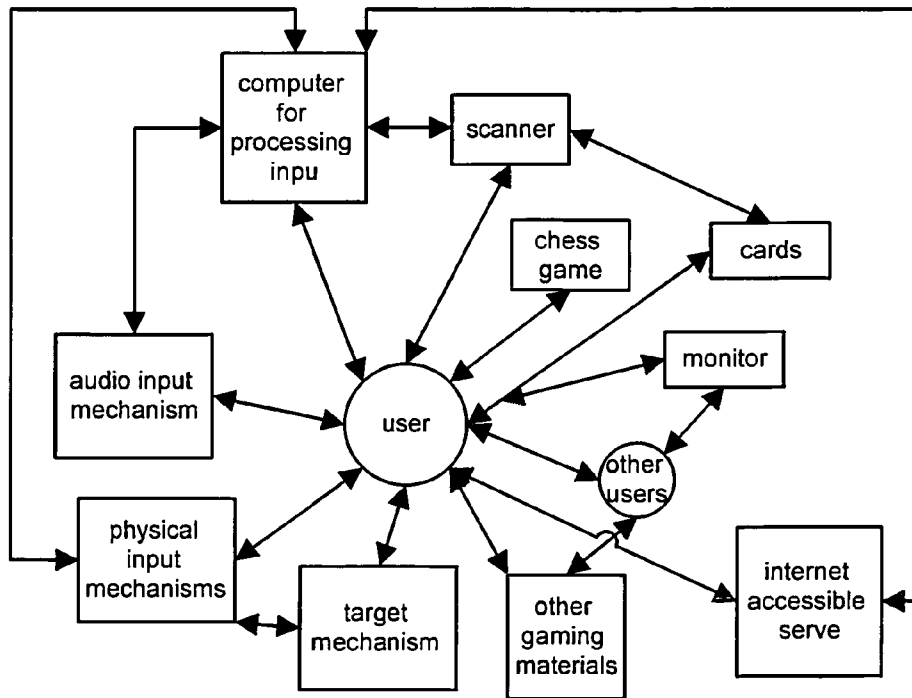 computer
for
processing
inpu
scanner
chess
game
cards
audio input
mechanism
user
monitor
other
users
physical
input
mechanisms
target
mechanism
other
gaming
materials
internet
accessible
serve